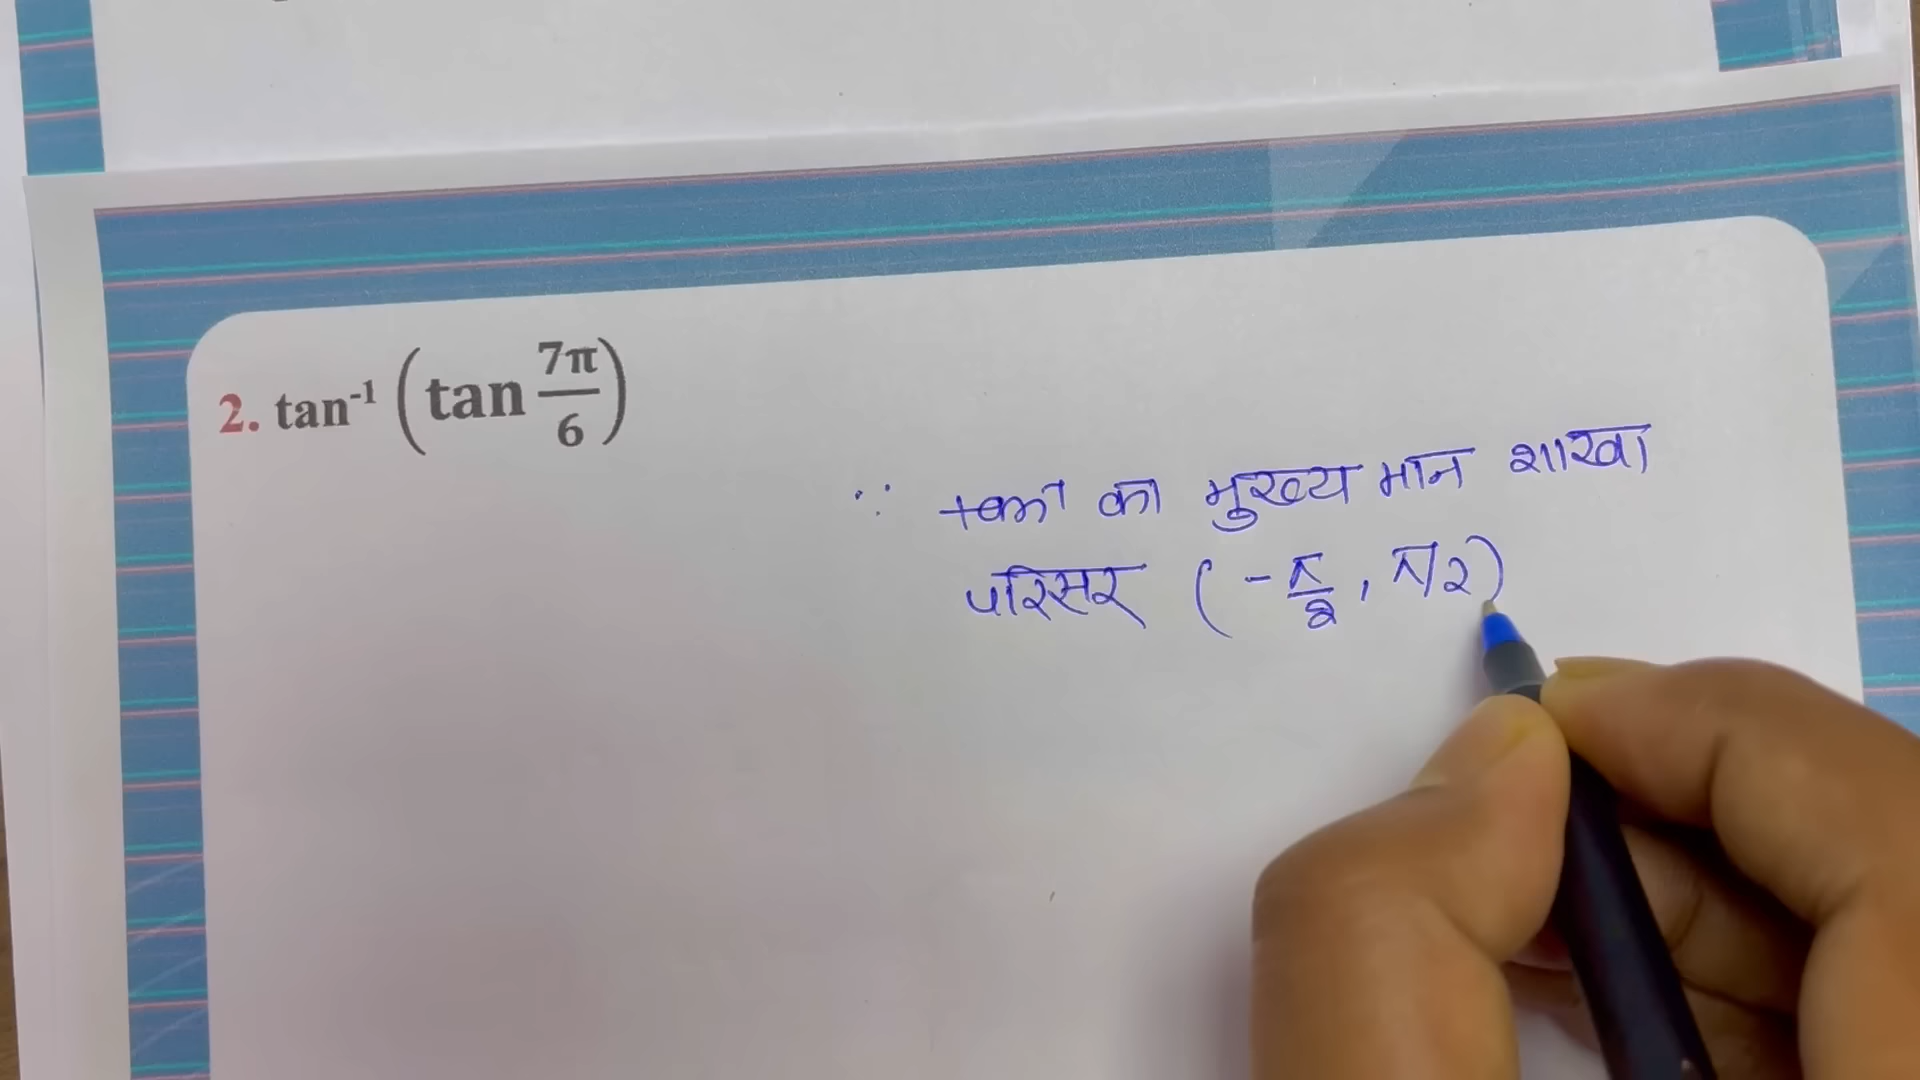 2. tan⁻¹ (tan 7π/6)
∵ tan⁻¹ का मुख्य मान शाखा
परिसर (-π/2, π/2)